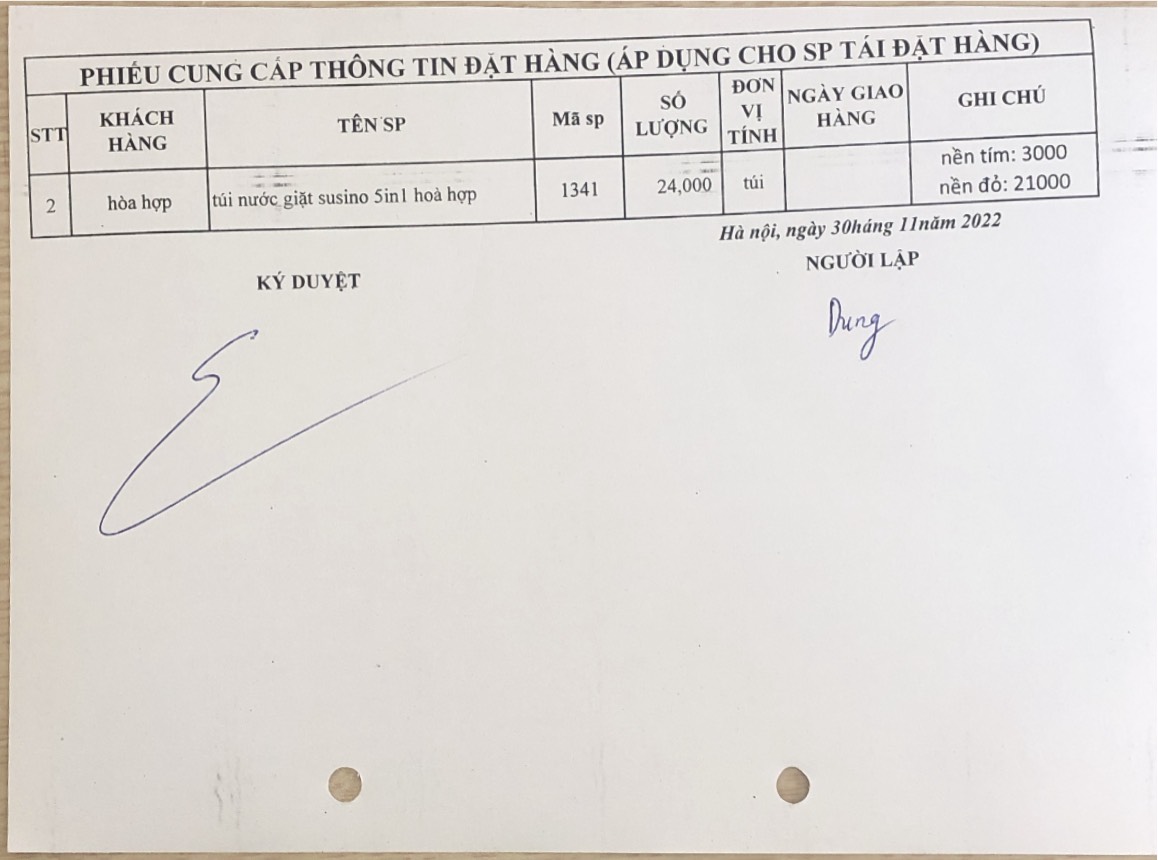 PHIẾU CUNG CẤP THÔNG TIN ĐẶT HÀNG (ÁP DỤNG CHO SP TÁI ĐẶT HÀNG)
STT KHÁCH HÀNG TÊN SP Mã sp SỐ LƯỢNG ĐƠN VỊ TÍNH NGÀY GIAO HÀNG GHI CHÚ
2 hòa hợp túi nước giặt susino 5in1 hoà hợp 1341 24,000 túi nền tím: 3000
nền đỏ: 21000
Hà nội, ngày 30háng 11năm 2022
KÝ DUYỆT NGƯỜI LẬP
Dung